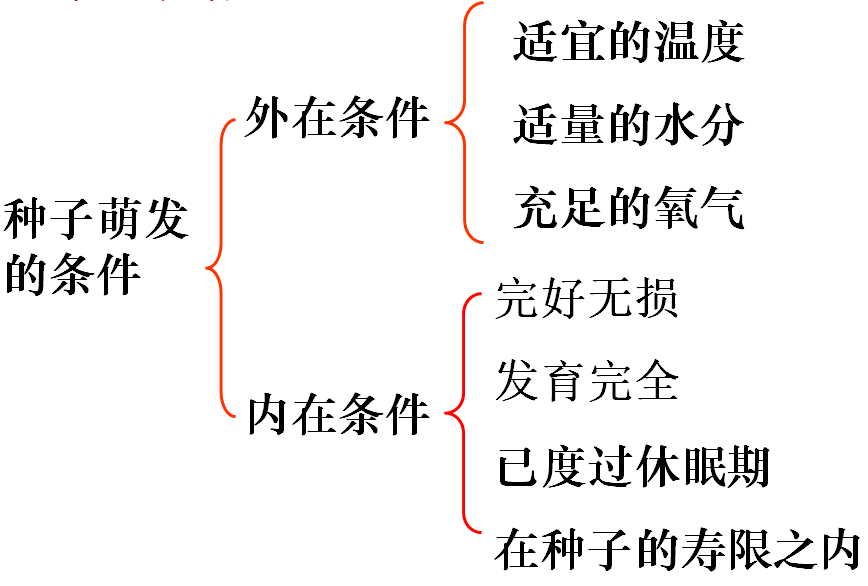 适宜的温度
外在条件
适量的水分
充足的氧气
种子萌发
的条件
完好无损
发育完全
内在条件
已度过休眠期
在种子的寿限之内